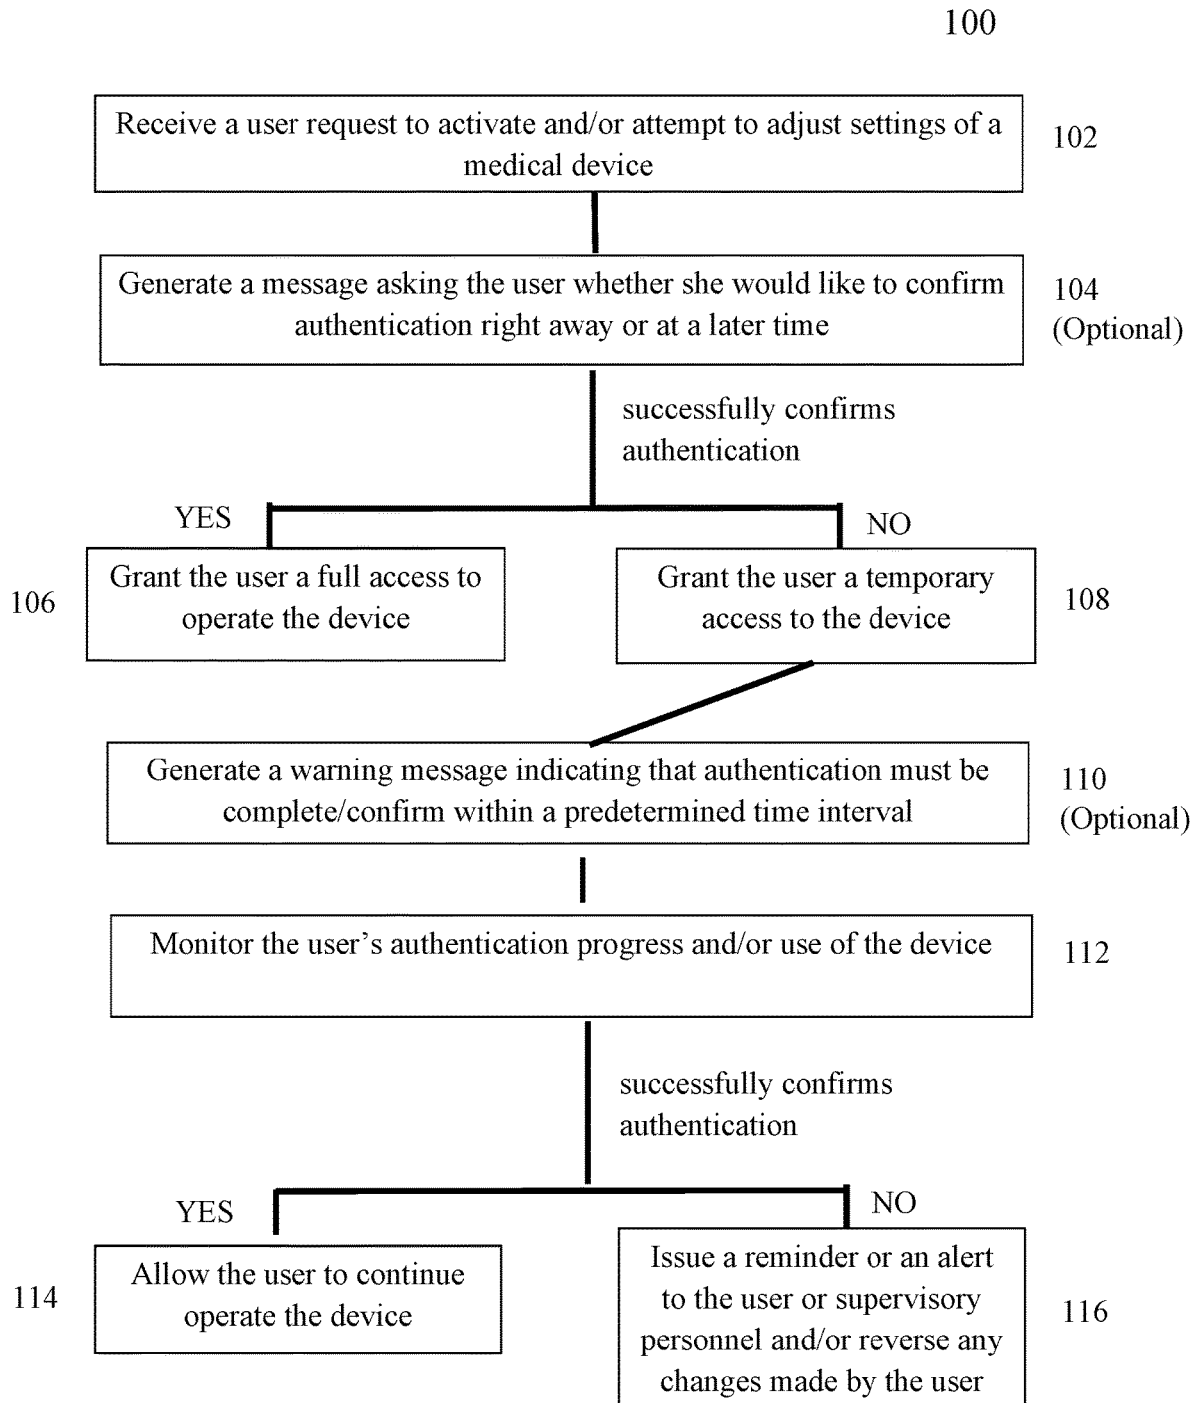 100
Receive a user request to activate and/or attempt to adjust settings of a
medical device
102
Generate a message asking the user whether she would like to confirm
authentication right away or at a later time
104
(Optional)
successfully confirms
authentication
YES
NO
106
Grant the user a full access to
operate the device
Grant the user a temporary
access to the device
108
Generate a warning message indicating that authentication must be
complete/confirm within a predetermined time interval
110
(Optional)
Monitor the user's authentication progress and/or use of the device
112
successfully confirms
authentication
YES
NO
114
Allow the user to continue
operate the device
Issue a reminder or an alert
to the user or supervisory
personnel and/or reverse any
changes made by the user
116